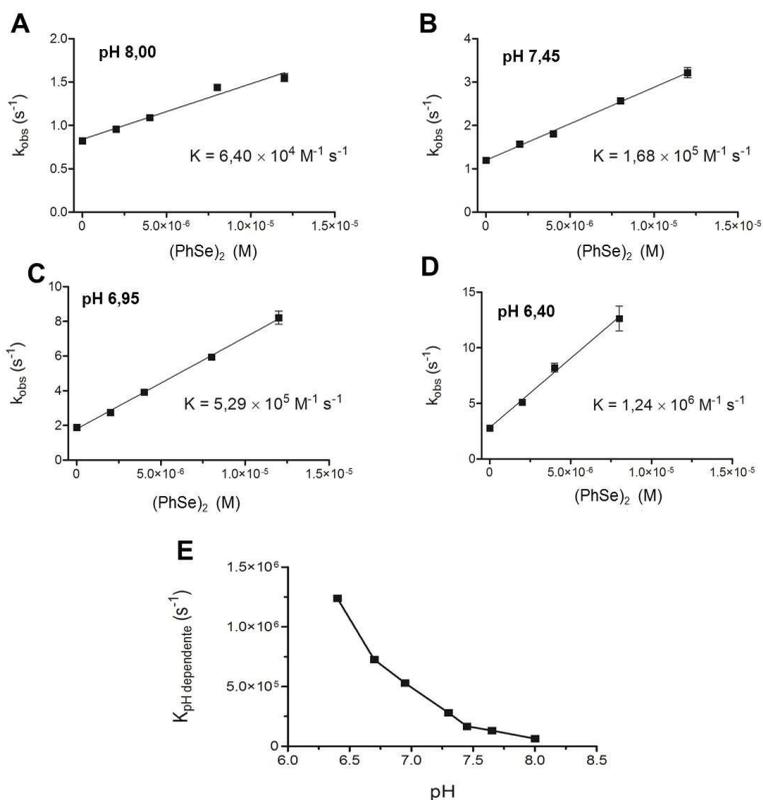 A
pH 8,00
2.0
1.5
1.0
0.5
0.0
k_obs (s⁻¹)
K = 6,40 × 10⁴ M⁻¹ s⁻¹
0 5.0×10⁻⁶ 1.0×10⁻⁵ 1.5×10⁻⁵
(PhSe)₂ (M)
B
pH 7,45
4
3
2
1
0
k_obs (s⁻¹)
K = 1,68 × 10⁵ M⁻¹ s⁻¹
0 5.0×10⁻⁶ 1.0×10⁻⁵ 1.5×10⁻⁵
(PhSe)₂ (M)
C
pH 6,95
10
8
6
4
2
0
k_obs (s⁻¹)
K = 5,29 × 10⁵ M⁻¹ s⁻¹
0 5.0×10⁻⁶ 1.0×10⁻⁵ 1.5×10⁻⁵
(PhSe)₂ (M)
D
pH 6,40
15
10
5
0
k_obs (s⁻¹)
K = 1,24 × 10⁶ M⁻¹ s⁻¹
0 5.0×10⁻⁶ 1.0×10⁻⁵ 1.5×10⁻⁵
(PhSe)₂ (M)
E
1.5×10⁶
1.0×10⁶
5.0×10⁵
0
K_pH dependente (s⁻¹)
6.0 6.5 7.0 7.5 8.0 8.5
pH